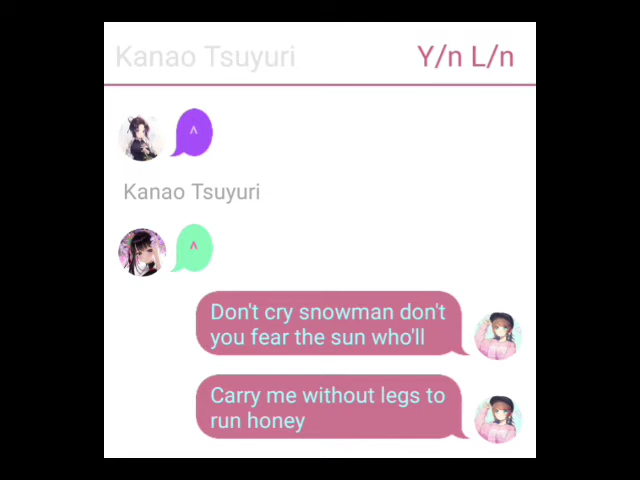 Kanao Tsuyuri Y/n L/n
^
Kanao Tsuyuri
^
Don't cry snowman don't
you fear the sun who'll
Carry me without legs to
run honey